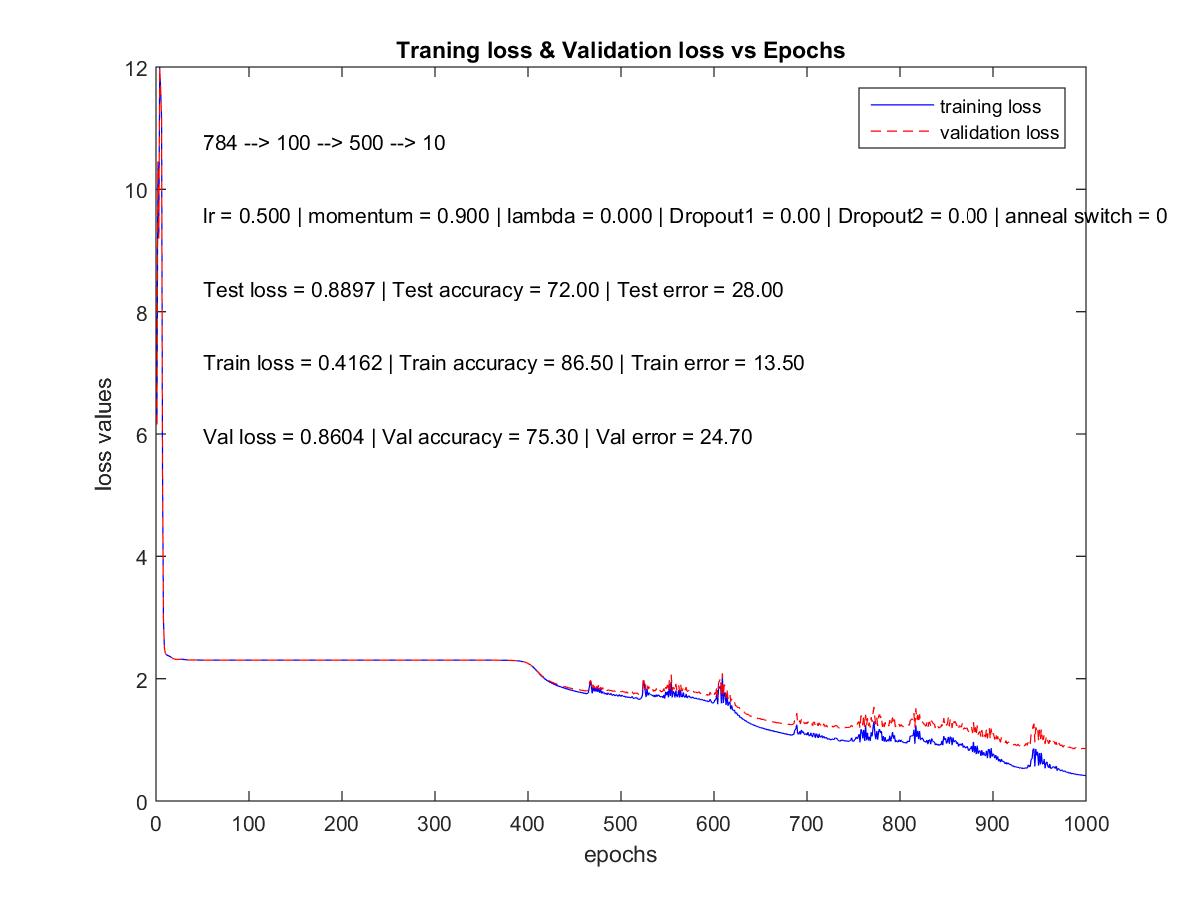 Traning loss & Validation loss vs Epochs
training loss
validation loss
784 --> 100 --> 500 --> 10
lr = 0.500 | momentum = 0.900 | lambda = 0.000 | Dropout1 = 0.00 | Dropout2 = 0.00 | anneal switch = 0
Test loss = 0.8897 | Test accuracy = 72.00 | Test error = 28.00
Train loss = 0.4162 | Train accuracy = 86.50 | Train error = 13.50
Val loss = 0.8604 | Val accuracy = 75.30 | Val error = 24.70
loss values
12
10
8
6
4
2
0
0 100 200 300 400 500 600 700 800 900 1000
epochs